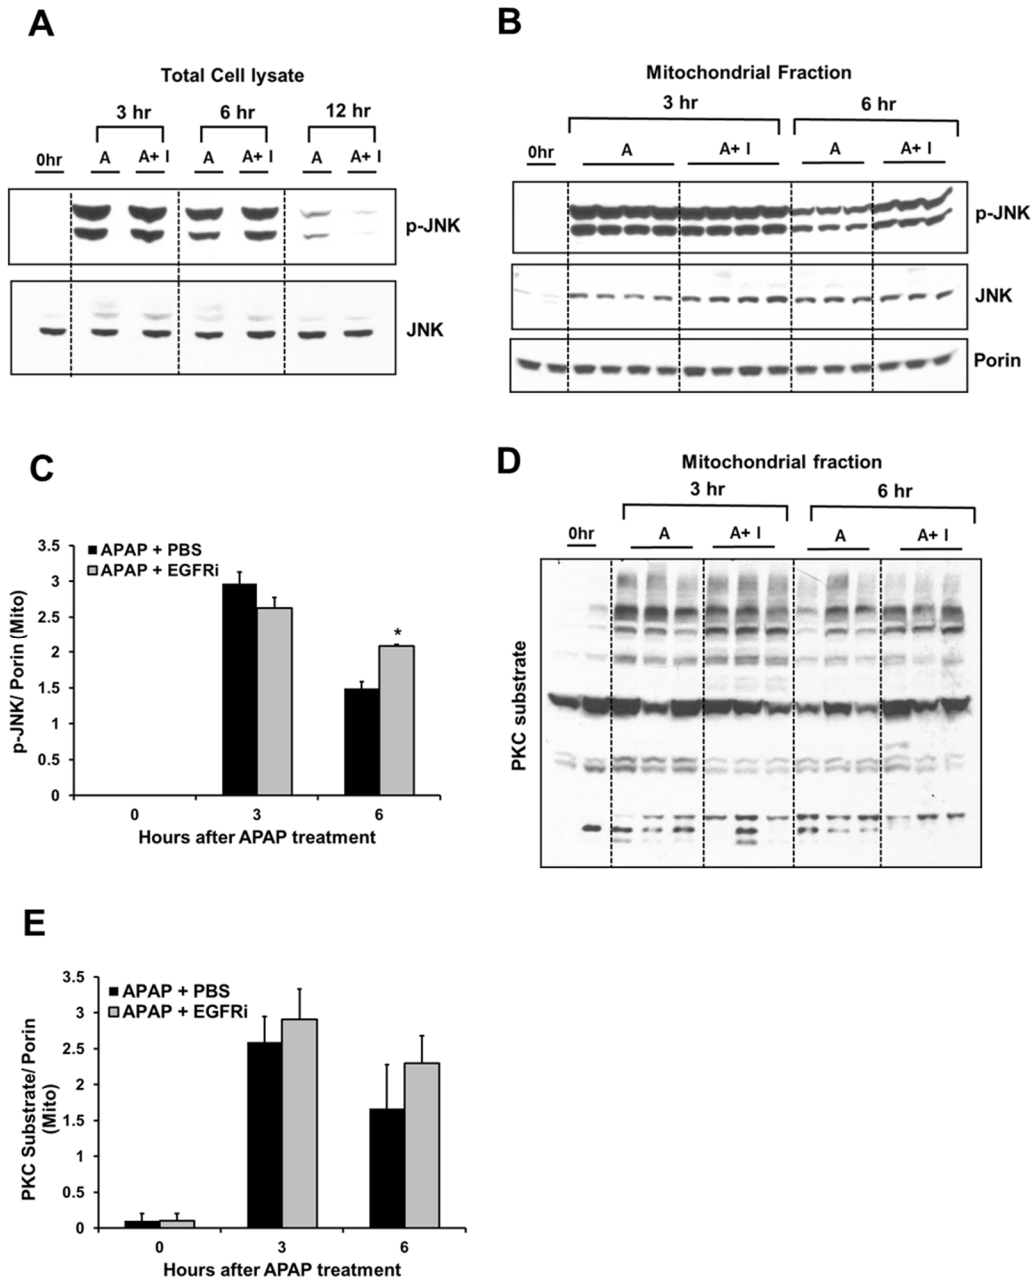 A
Total Cell lysate
3 hr 6 hr 12 hr
0hr A A+ I A A+ I A A+ I
p-JNK
JNK
B
Mitochondrial Fraction
3 hr 6 hr
0hr A A+ I A A+ I
p-JNK
JNK
Porin
C
p-JNK/ Porin (Mito)
3.5
3
2.5
2
1.5
1
0.5
0
APAP + PBS
APAP + EGFRi
*
0 3 6
Hours after APAP treatment
D
Mitochondrial fraction
3 hr 6 hr
0hr A A+ I A A+ I
PKC substrate
E
PKC Substrate/ Porin
(Mito)
3.5
3
2.5
2
1.5
1
0.5
0
APAP + PBS
APAP + EGFRi
0 3 6
Hours after APAP treatment